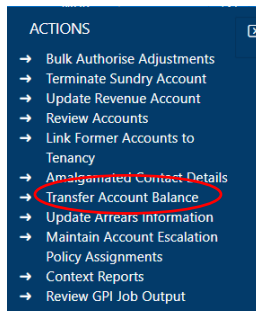 ACTIONS
→ Bulk Authorise Adjustments
→ Terminate Sundry Account
→ Update Revenue Account
→ Review Accounts
→ Link Former Accounts to
Tenancy
→ Amalgamated Contact Details
→ Transfer Account Balance
→ Update Arrears Information
→ Maintain Account Escalation
Policy Assignments
→ Context Reports
→ Review GPI Job Output